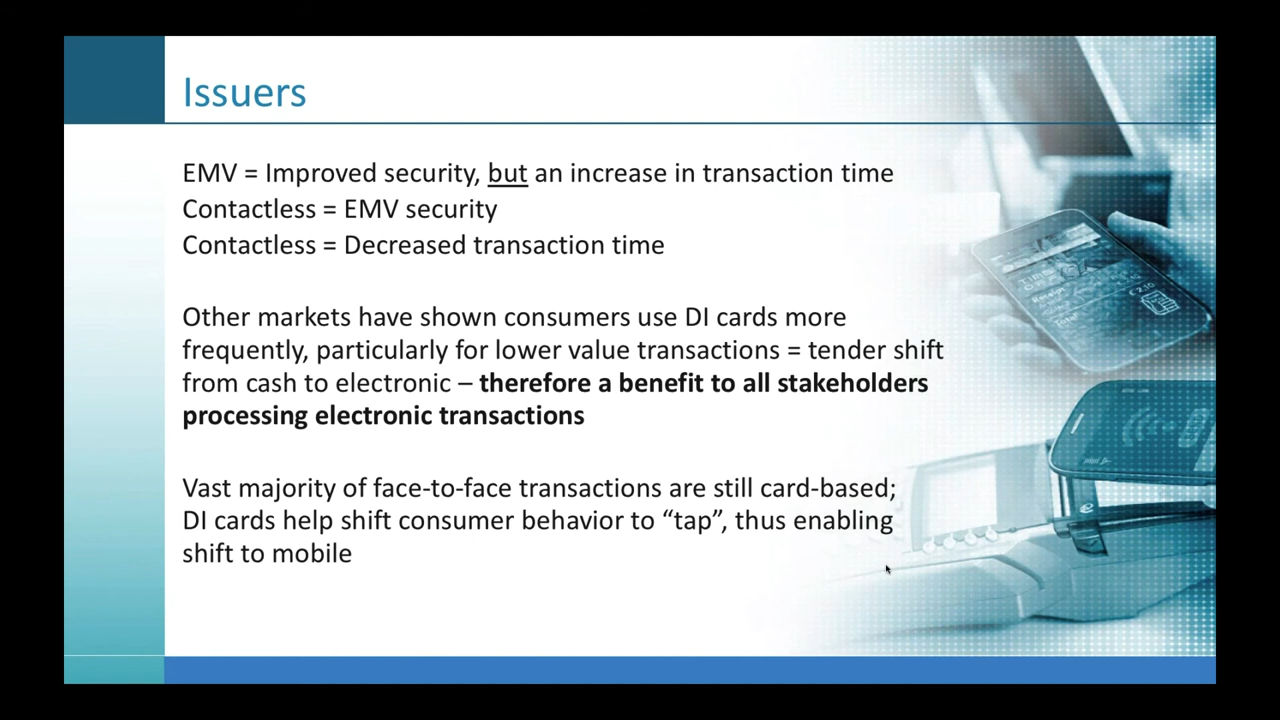 Issuers
EMV = Improved security, but an increase in transaction time
Contactless = EMV security
Contactless = Decreased transaction time
Other markets have shown consumers use DI cards more
frequently, particularly for lower value transactions = tender shift
from cash to electronic – therefore a benefit to all stakeholders
processing electronic transactions
Vast majority of face-to-face transactions are still card-based;
DI cards help shift consumer behavior to “tap”, thus enabling
shift to mobile